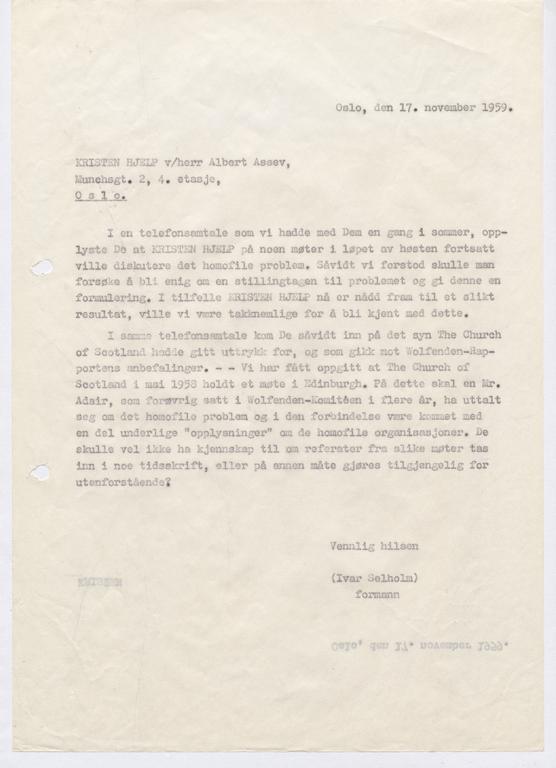 Oslo, den 17. november 1959.
KRISTEN HJELP v/herr Albert Assev,
Munchsgt. 2, 4. etasje,
O s l o.
I en telefonsamtale som vi hadde med Dem en gang i sommer, opp-
lyste De at KRISTEN HJELP på noen møter i løpet av høsten fortsatt
ville diskutere det homofile problem. Såvidt vi forstod skulle man
forsøke å bli enig om en stillingtagen til problemet og gi denne en
formulering. I tilfelle KRISTEN HJELP nå er nådd fram til et slikt
resultat, ville vi være takknemlige for å bli kjent med dette.
I samme telefonsamtale kom De såvidt inn på det syn The Church
of Scotland hadde gitt uttrykk for, og som gikk mot Wolfenden-Rap-
portens anbefalinger. - - Vi har fått oppgitt at The Church of
Scotland i mai 1958 holdt et møte i Edinburgh. På dette skal en Mr.
Adair, som forøvrig satt i Wolfenden-Komitéen i flere år, ha uttalt
seg om det homofile problem og i den forbindelse være kommet med
en del underlige "opplysninger" om de homofile organisasjoner. De
skulle vel ikke ha kjennskap til om referater fra slike møter tas
inn i noe tidsskrift, eller på annen måte gjøres tilgjengelig for
utenforstående?
Vennlig hilsen
(Ivar Selholm)
formann
KRISTEN
Oslo, den 17. november 1959.